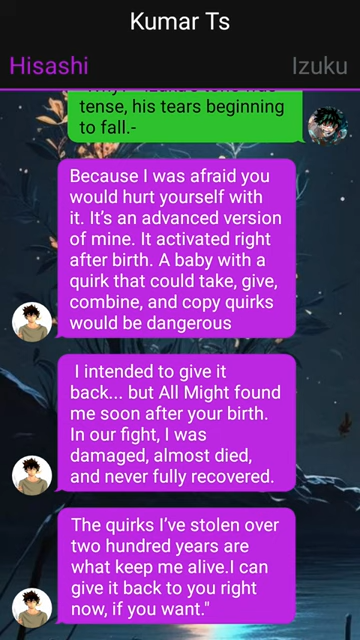 Kumar Ts
Hisashi
Izuku
tense, his tears beginning
to fall.-
Because I was afraid you
would hurt yourself with
it. It’s an advanced version
of mine. It activated right
after birth. A baby with a
quirk that could take, give,
combine, and copy quirks
would be dangerous
I intended to give it
back... but All Might found
me soon after your birth.
In our fight, I was
damaged, almost died,
and never fully recovered.
The quirks I’ve stolen over
two hundred years are
what keep me alive.I can
give it back to you right
now, if you want."